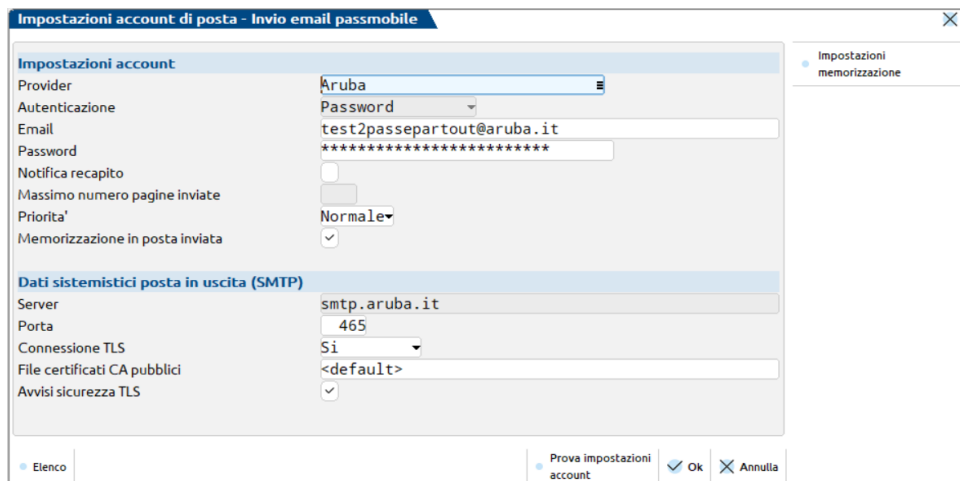 Impostazioni account di posta - Invio email passmobile
Impostazioni account
Provider Aruba
Autenticazione Password
Email test2passepartout@aruba.it
Password *************************
Notifica recapito
Massimo numero pagine inviate
Priorita' Normale
Memorizzazione in posta inviata
Dati sistemistici posta in uscita (SMTP)
Server smtp.aruba.it
Porta 465
Connessione TLS Si
File certificati CA pubblici <default>
Avvisi sicurezza TLS
Impostazioni
memorizzazione
Elenco
Prova impostazioni
account
Ok
Annulla